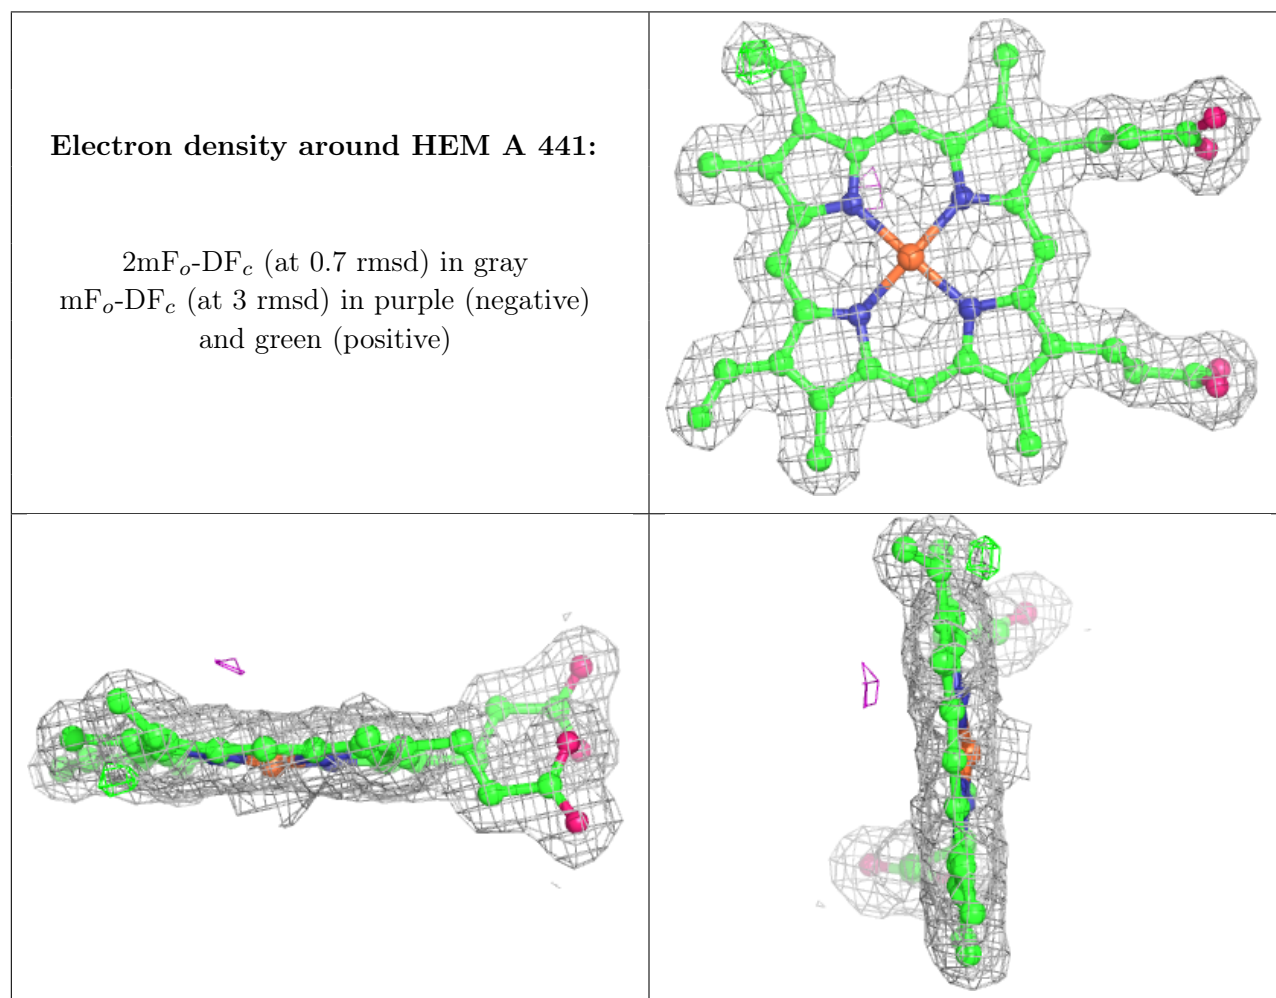 Electron density around HEM A 441:
2mFo-DFc (at 0.7 rmsd) in gray
mFo-DFc (at 3 rmsd) in purple (negative)
and green (positive)